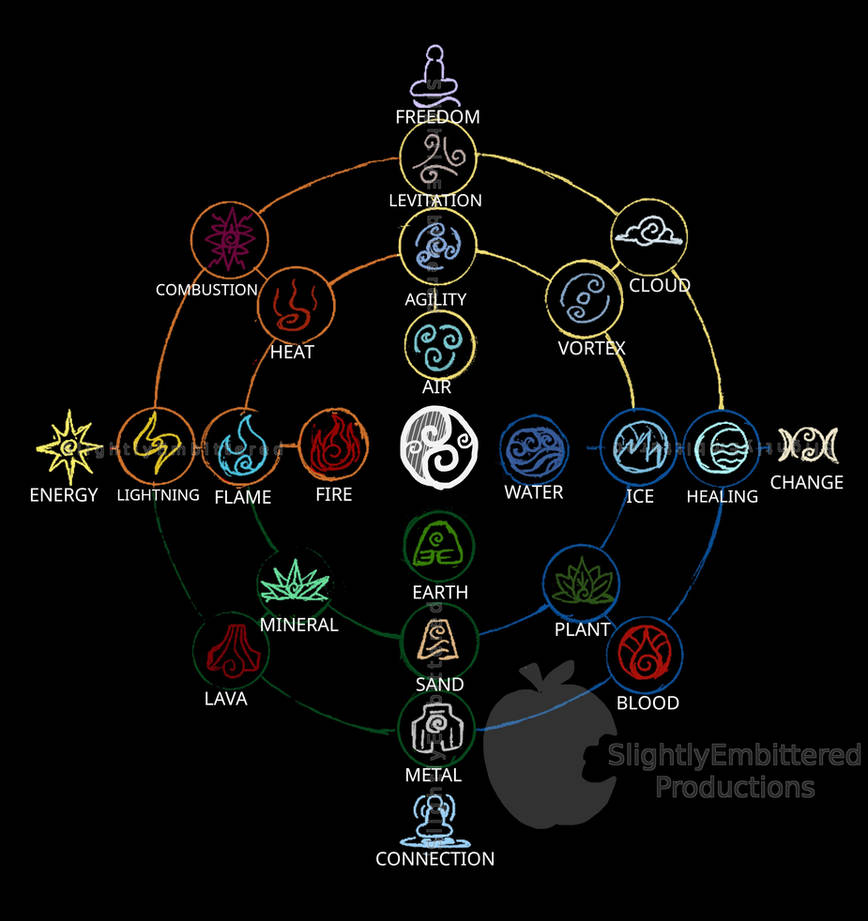 FREEDOM
LEVITATION
COMBUSTION
AGILITY
CLOUD
HEAT
VORTEX
AIR
ENERGY
LIGHTNING
FLAME
FIRE
WATER
ICE
HEALING
CHANGE
EARTH
MINERAL
PLANT
LAVA
SAND
BLOOD
METAL
SlightlyEmbittered
Productions
CONNECTION